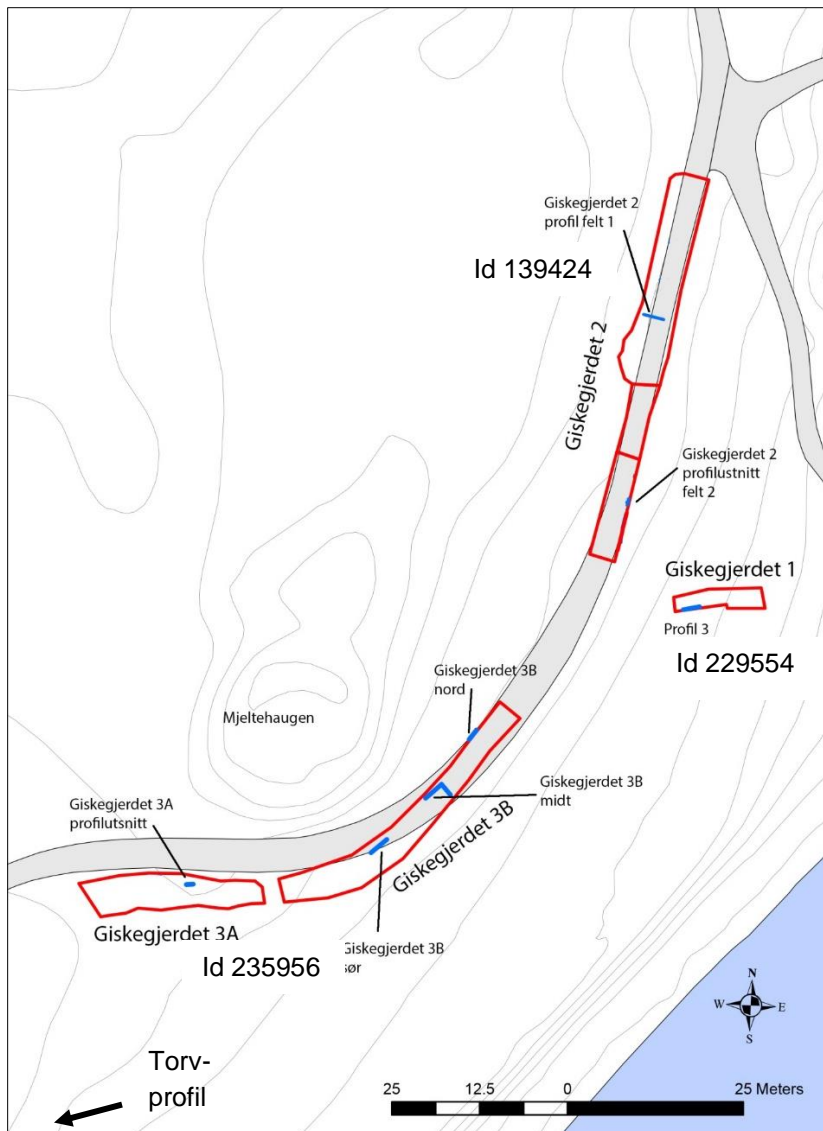 Giskegjerdet 2
profil felt 1
Id 139424
Giskegjerdet 2
Giskegjerdet 2
profilustnitt
felt 2
Giskegjerdet 1
Profil 3
Id 229554
Giskegjerdet 3B
nord
Mjeltehaugen
Giskegjerdet 3A
profilutsnitt
Giskegjerdet 3B
midt
Giskegjerdet 3B
Giskegjerdet 3A
Id 235956
Giskegjerdet 3B
sør
Torv-
profil
N
W E
S
25 12.5 0 25 Meters